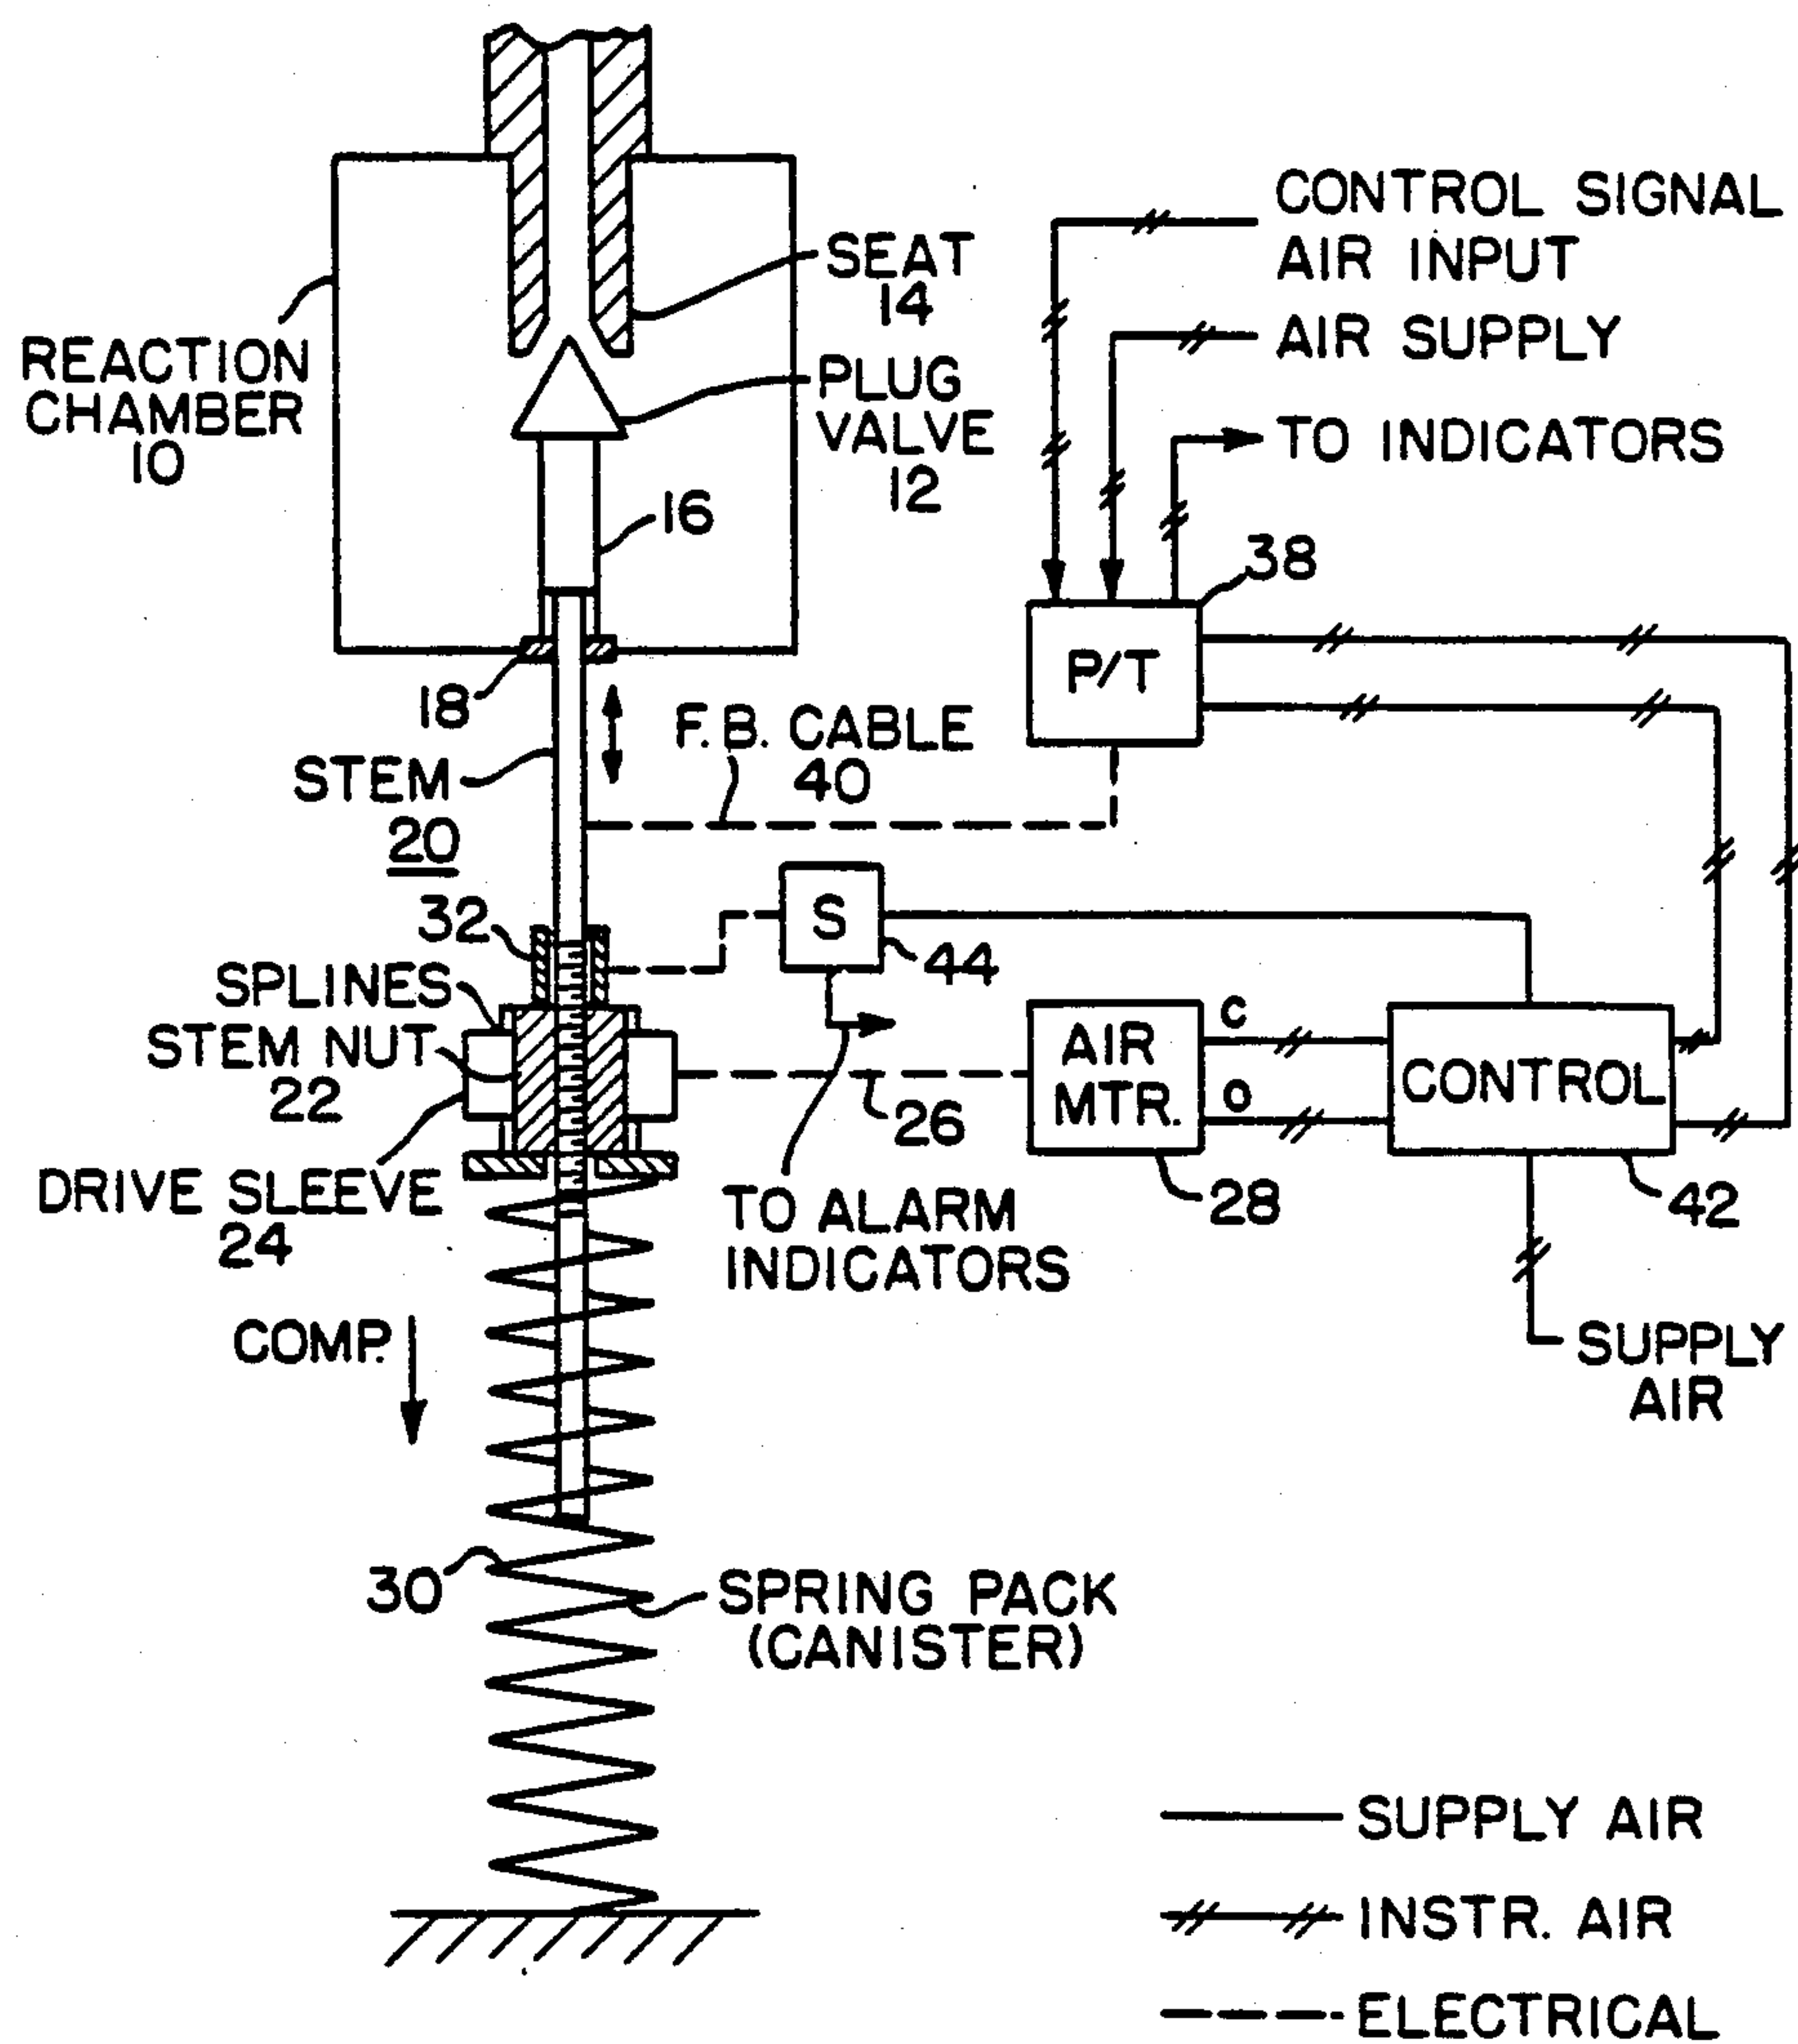 CONTROL SIGNAL
AIR INPUT
SEAT
14
AIR SUPPLY
REACTION
CHAMBER
10
PLUG
VALVE
12
TO INDICATORS
16
38
P/T
18
F.B. CABLE
40
STEM
20
32
S
44
SPLINES
STEM NUT
22
AIR
MTR.
C
O
CONTROL
26
DRIVE SLEEVE
24
TO ALARM
INDICATORS
28
42
COMP.
SUPPLY
AIR
30
SPRING PACK
(CANISTER)
SUPPLY AIR
INSTR. AIR
ELECTRICAL